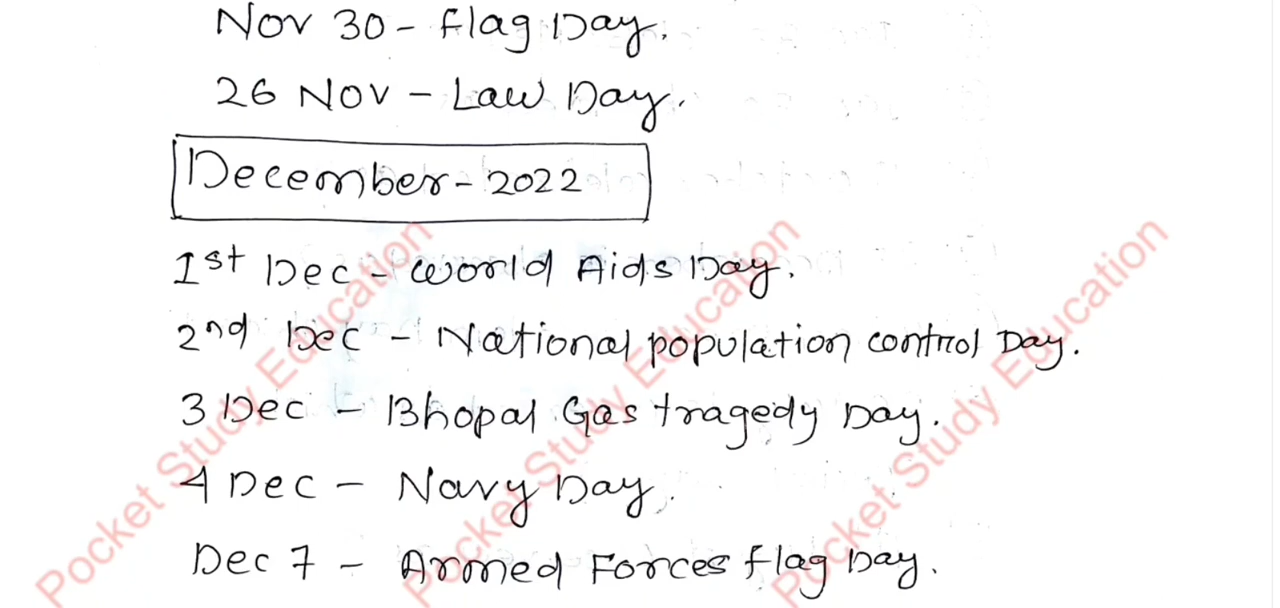 Nov 30 - Flag Day.
26 Nov - Law Day.
December - 2022
1st Dec - World Aids Day.
2nd Dec - National population control Day.
3 Dec - Bhopal Gas tragedy Day.
4 Dec - Navy Day.
Dec 7 - Armed Forces flag Day.
Pocket Study Education
Pocket Study Education
Pocket Study Education